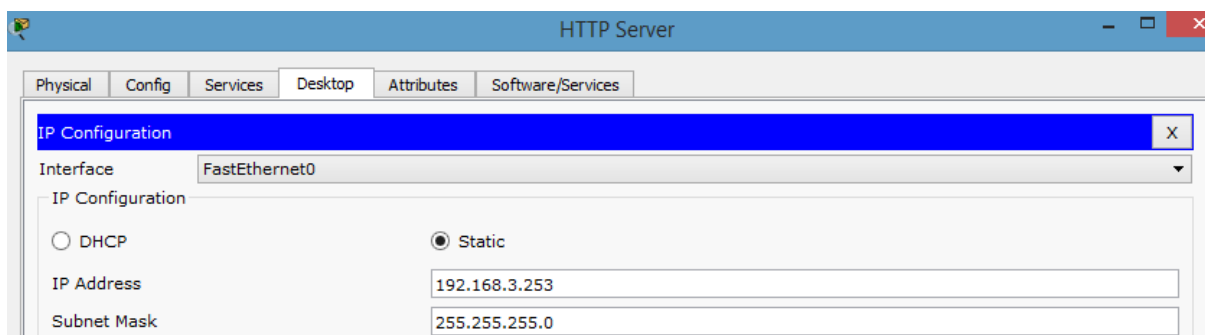 HTTP Server
Physical Config Services Desktop Attributes Software/Services
IP Configuration X
Interface FastEthernet0
IP Configuration
DHCP Static
IP Address 192.168.3.253
Subnet Mask 255.255.255.0